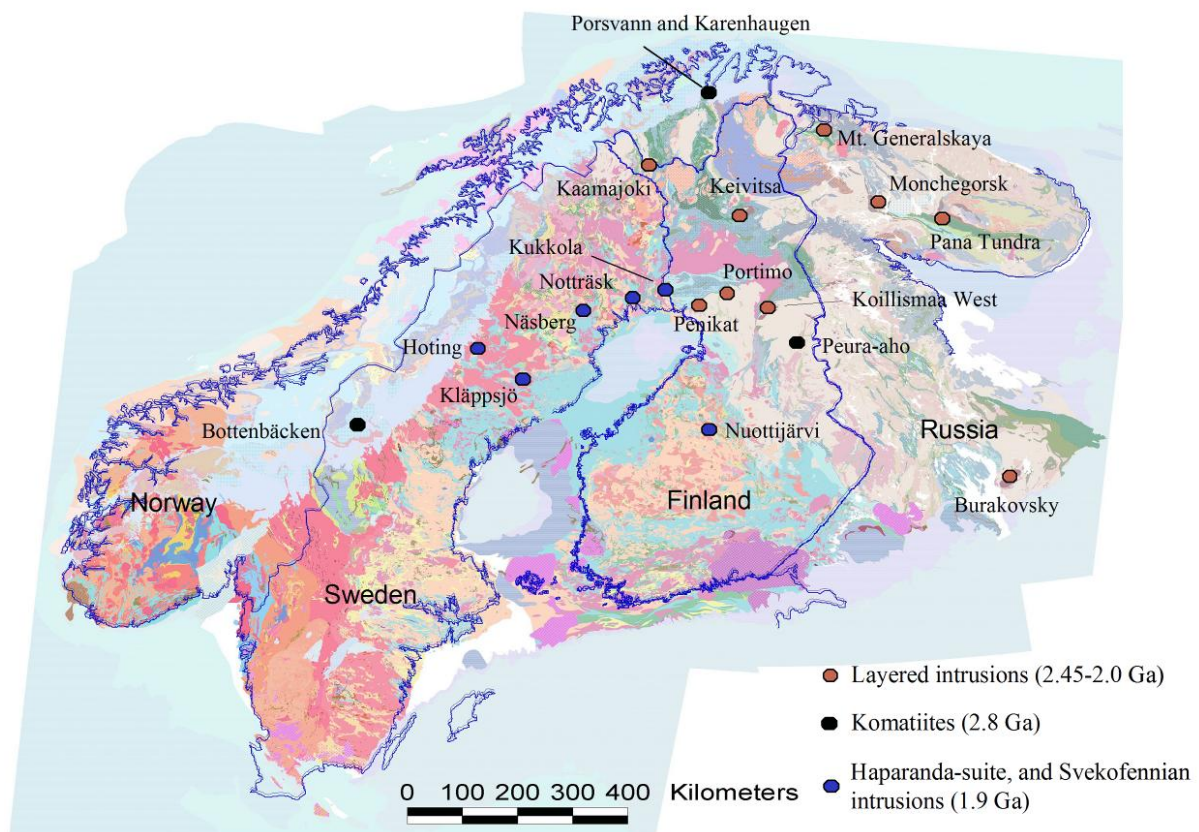 Porsvann and Karenhaugen
Mt. Generalskaya
Kaamajoki
Keivitsa
Monchegorsk
Pana Tundra
Kukkola
Portimo
Notträsk
Koillismaa West
Näsberg
Penikat
Hoting
Peura-aho
Kläppsjö
Bottenbäcken
Nuottijärvi
Russia
Norway
Finland
Burakovsky
Sweden
Layered intrusions (2.45-2.0 Ga)
Komatiites (2.8 Ga)
Haparanda-suite, and Svekofennian
intrusions (1.9 Ga)
Kilometers
0 100 200 300 400